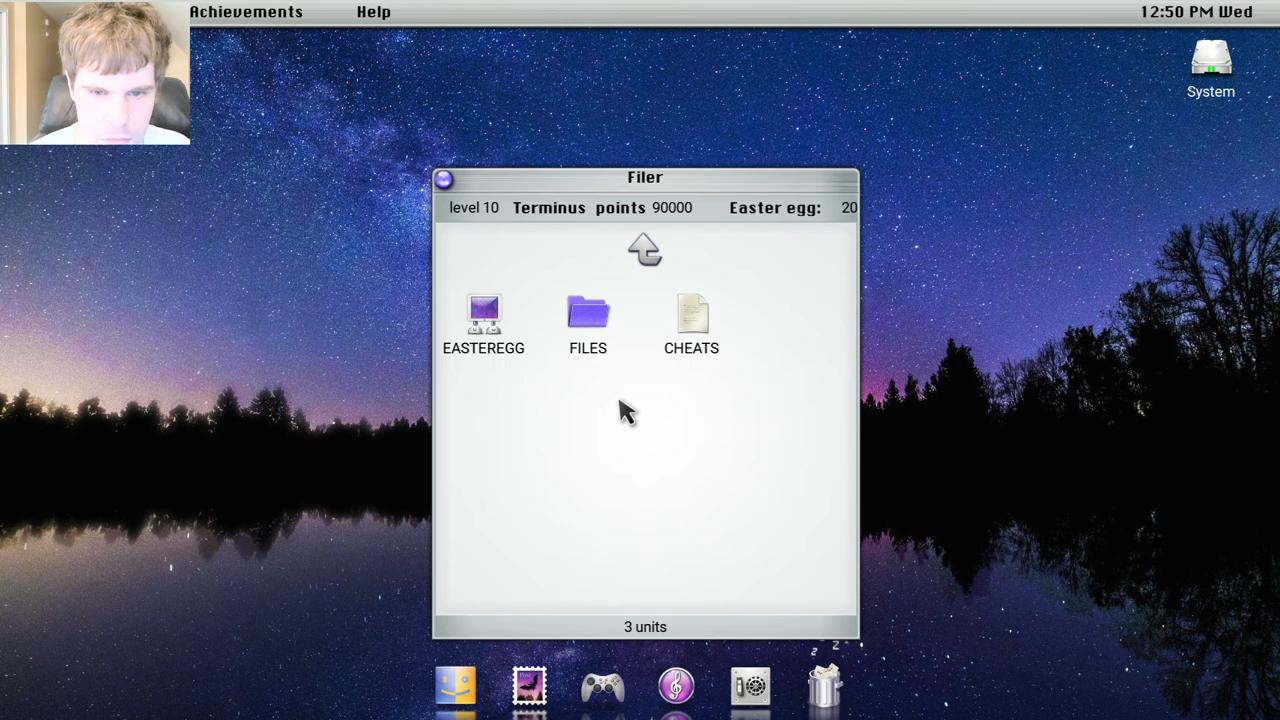 Achievements Help 12:50 PM Wed
System
Filer
level 10 Terminus points 90000 Easter egg: 20
EASTEREGG FILES CHEATS
3 units
z z